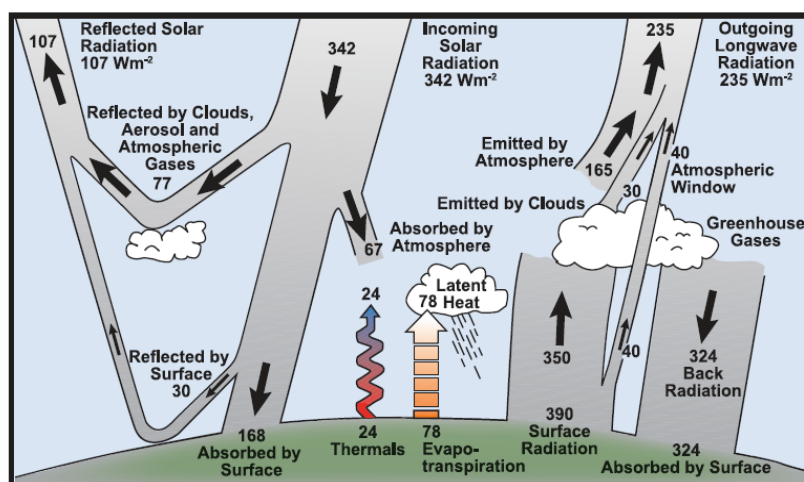 107
Reflected Solar
Radiation
107 Wm⁻²
342
Incoming
Solar
Radiation
342 Wm⁻²
235
Outgoing
Longwave
Radiation
235 Wm⁻²
Reflected by Clouds,
Aerosol and
Atmospheric
Gases
77
Emitted by
Atmosphere
165
40
Atmospheric
Window
30
Emitted by Clouds
Greenhouse
Gases
Absorbed by
67 Atmosphere
24
Latent
78 Heat
Reflected by
Surface
30
350
40
324
Back
Radiation
168
Absorbed by
Surface
24
Thermals
78
Evapo-
transpiration
390
Surface
Radiation
324
Absorbed by Surface